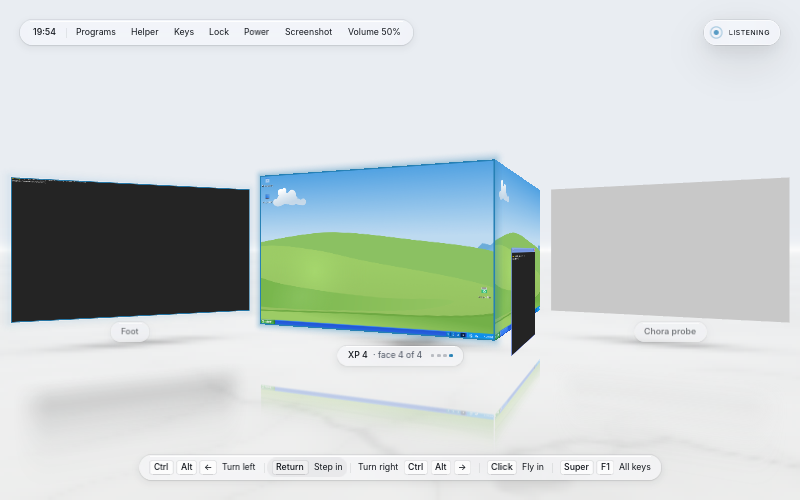 19:54 Programs Helper Keys Lock Power Screenshot Volume 50%
LISTENING
Foot
Chora probe
XP 4 · face 4 of 4
Ctrl Alt ← Turn left Return Step in Turn right Ctrl Alt → Click Fly in Super F1 All keys